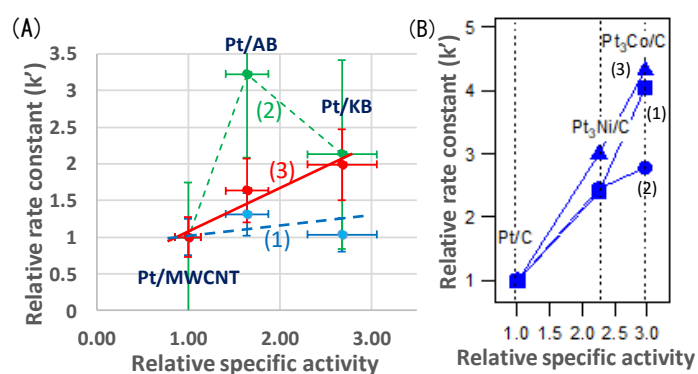 (A)
Relative rate constant (k’)
3.5
3
2.5
2
1.5
1
0.5
0
0.00 1.00 2.00 3.00
Relative specific activity
Pt/AB
Pt/KB
Pt/MWCNT
(2)
(3)
(1)
(B)
Relative rate constant (k’)
5
4
3
2
1
1.0 1.5 2.0 2.5 3.0
Relative specific activity
Pt₃Co/C
(3)
(1)
Pt₃Ni/C
(2)
Pt/C